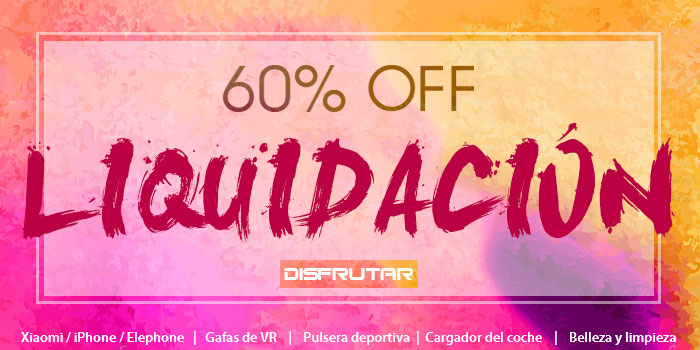 60% OFF
LIQUIDACIÓN
DISFRUTAR
Xiaomi / iPhone / Elephone | Gafas de VR | Pulsera deportiva | Cargador del coche | Belleza y limpieza